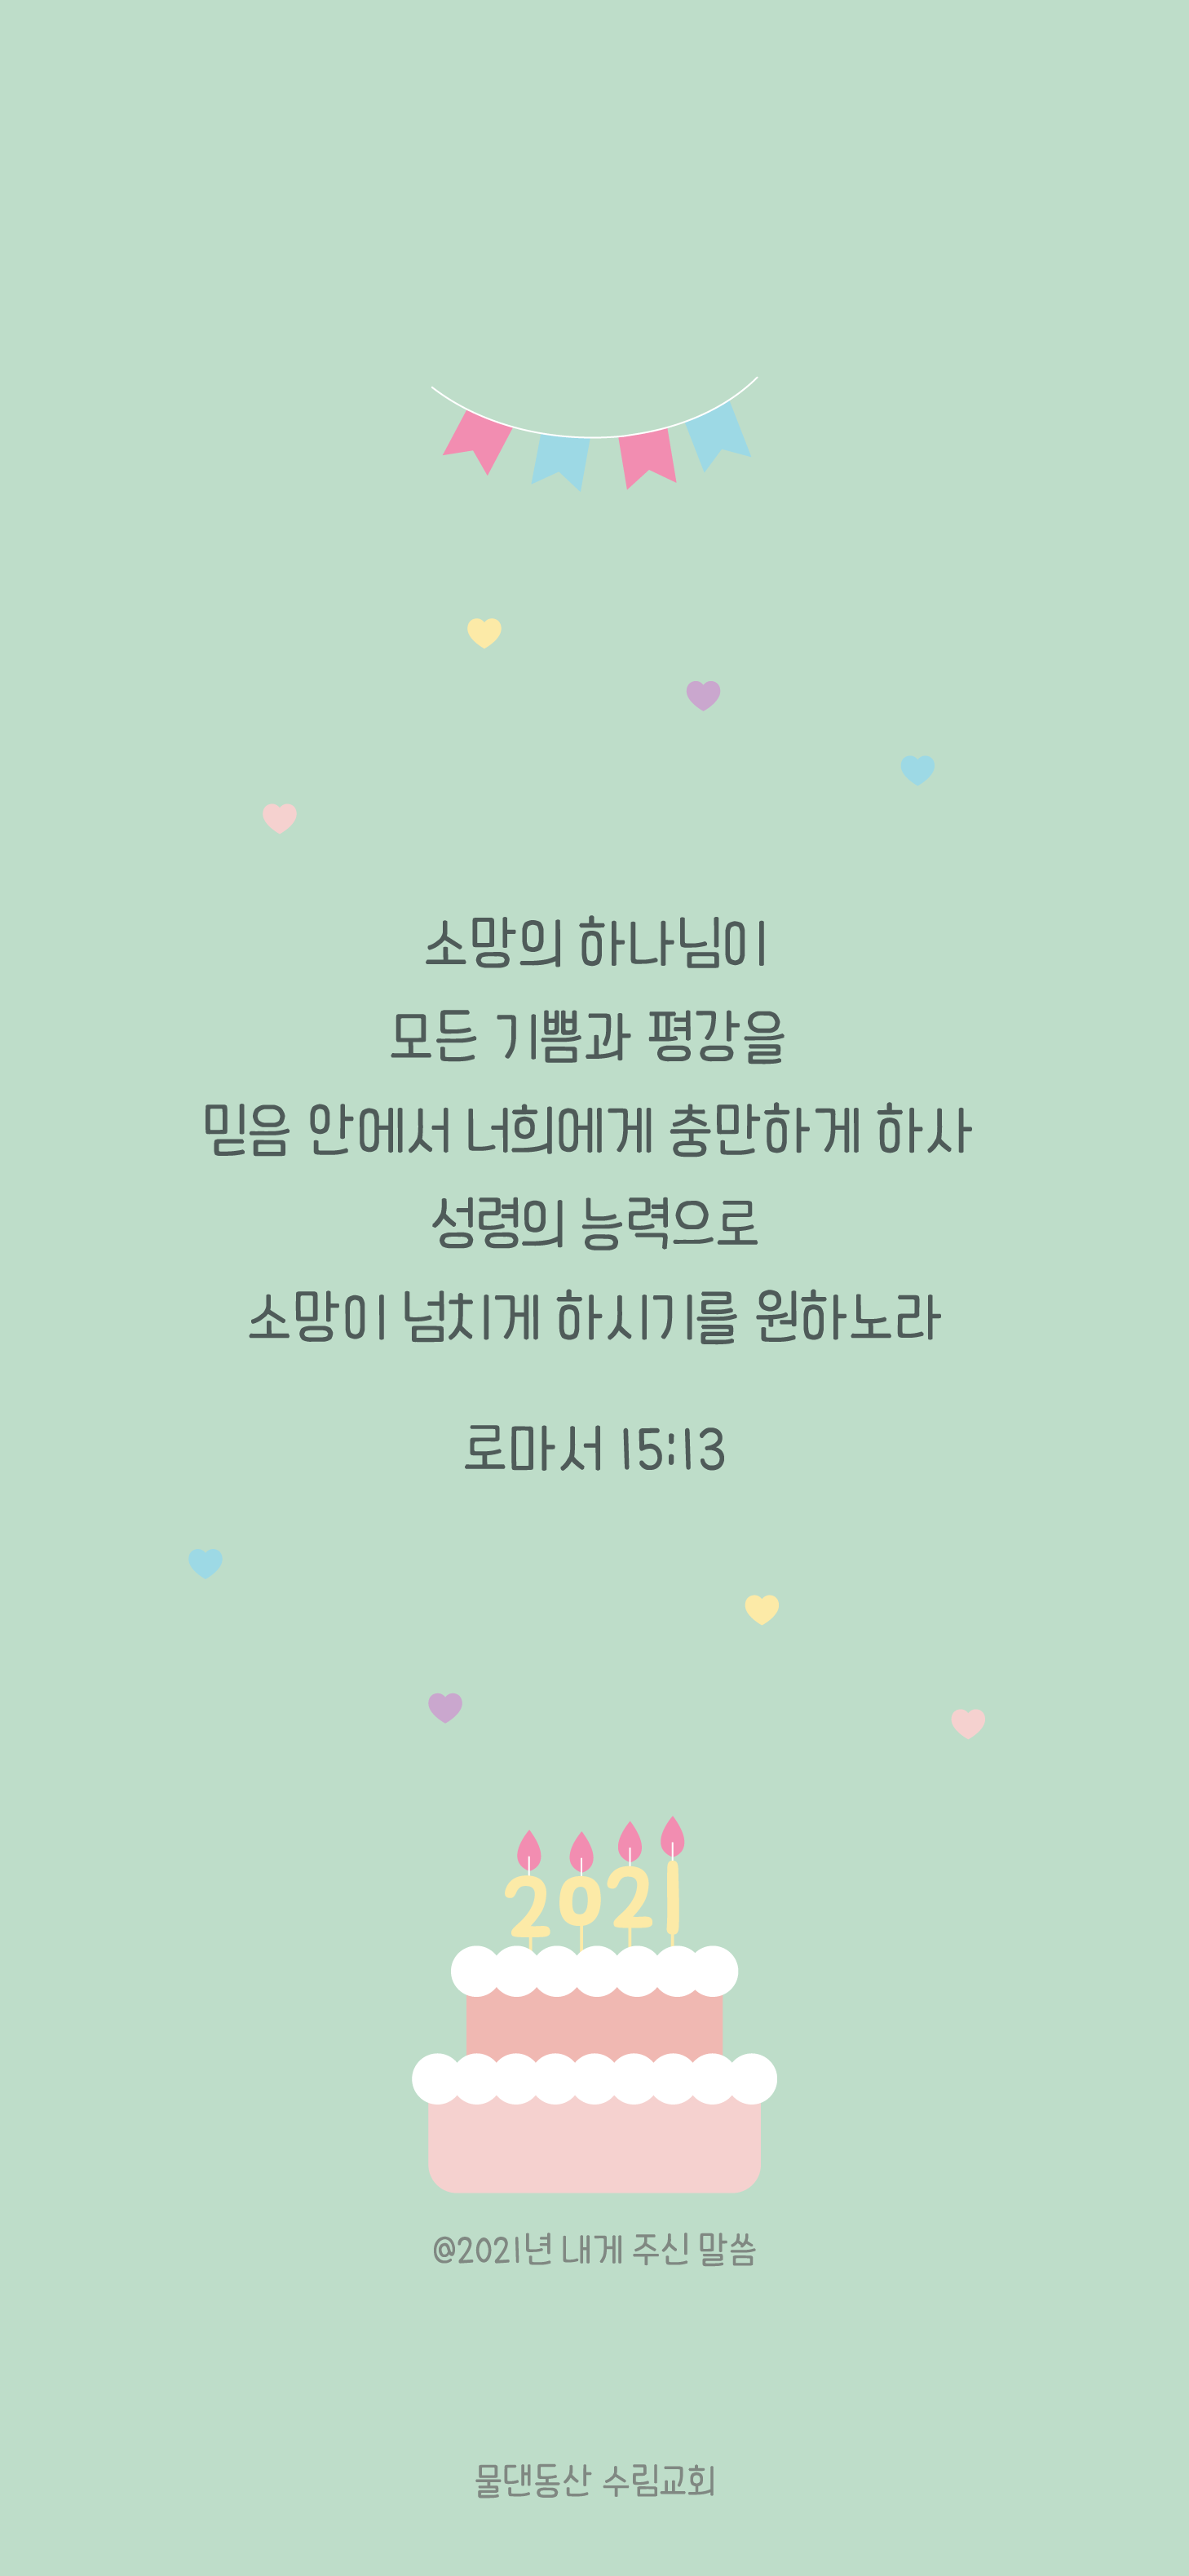 소망의 하나님이
모든 기쁨과 평강을
믿음 안에서 너희에게 충만하게 하사
성령의 능력으로
소망이 넘치게 하시기를 원하노라
로마서 15:13
2021
@2021년 내게 주신 말씀
물댄동산 수림교회